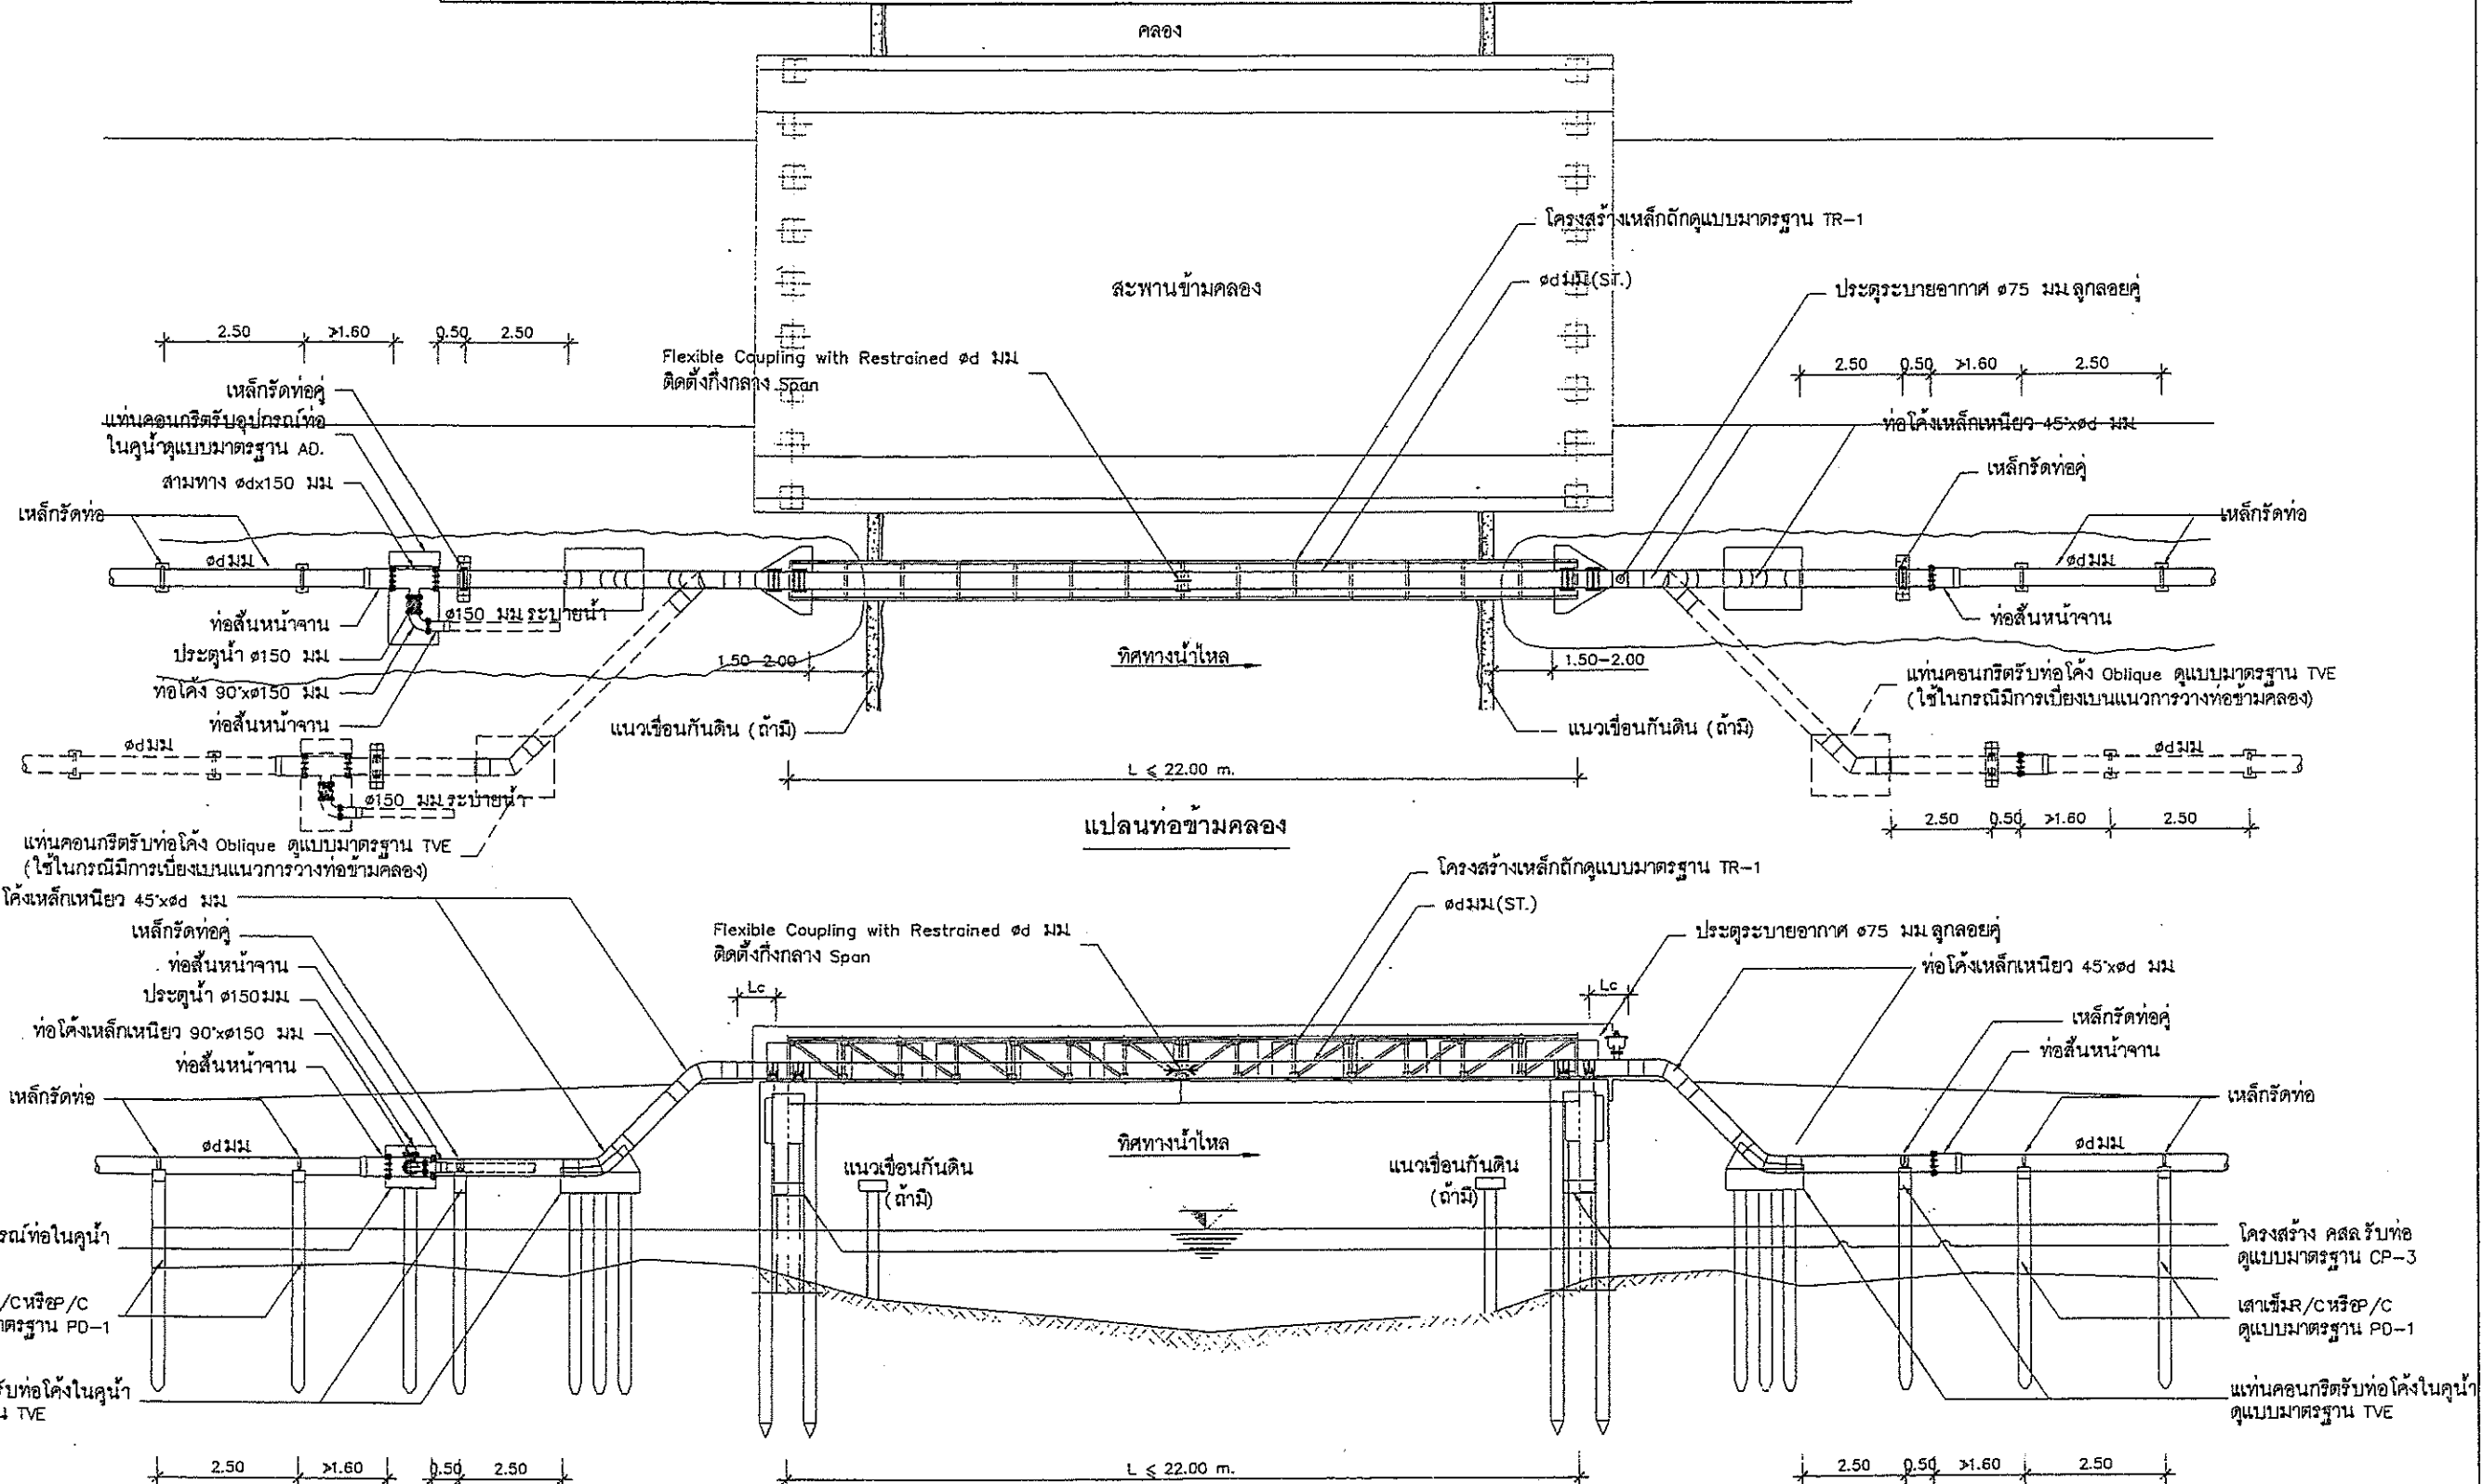 คลอง
โครงสร้างเหล็กถักดูแบบมาตรฐาน TR-1
สะพานข้ามคลอง
ødมม(ST.)
ประตูระบายอากาศ ø75 มม.ลูกลอยคู่
2.50 >1.60 0.50 2.50
Flexible Coupling with Restrained ød มม.
ติดตั้งกึ่งกลาง Span
2.50 0.50 >1.60 2.50
เหล็กรัดท่อคู่
แท่นคอนกรีตรับอุปกรณ์ท่อ
ในคูน้ำดูแบบมาตรฐาน AD.
ท่อโค้งเหล็กเหนียว 45°xød มม
สามทาง ødx150 มม.
เหล็กรัดท่อคู่
เหล็กรัดท่อ
เหล็กรัดท่อ
ødมม
ødมม
ø150 มม.ระบายน้ำ
ท่อสั้นหน้าจาน
ท่อสั้นหน้าจาน
ประตูน้ำ ø150 มม
1.50-2.00
ทิศทางน้ำไหล
1.50-2.00
ท่อโค้ง 90°xø150 มม
แท่นคอนกรีตรับท่อโค้ง Oblique ดูแบบมาตรฐาน TVE
(ใช้ในกรณีมีการเบี่ยงเบนแนวการวางท่อข้ามคลอง)
ท่อสั้นหน้าจาน
แนวเขื่อนกันดิน (ถ้ามี)
แนวเขื่อนกันดิน (ถ้ามี)
ødมม
ødมม
L ≤ 22.00 m.
ø150 มม.ระบายน้ำ
แปลนท่อข้ามคลอง
2.50 0.50 >1.60 2.50
แท่นคอนกรีตรับท่อโค้ง Oblique ดูแบบมาตรฐาน TVE
(ใช้ในกรณีมีการเบี่ยงเบนแนวการวางท่อข้ามคลอง)
โครงสร้างเหล็กถักดูแบบมาตรฐาน TR-1
โค้งเหล็กเหนียว 45°xød มม.
ødมม(ST.)
เหล็กรัดท่อคู่
Flexible Coupling with Restrained ød มม.
ติดตั้งกึ่งกลาง Span
ประตูระบายอากาศ ø75 มม.ลูกลอยคู่
ท่อสั้นหน้าจาน
ท่อโค้งเหล็กเหนียว 45°xød มม
ประตูน้ำ ø150มม.
Lc
Lc
เหล็กรัดท่อคู่
ท่อโค้งเหล็กเหนียว 90°xø150 มม
ท่อสั้นหน้าจาน
ท่อสั้นหน้าจาน
เหล็กรัดท่อ
เหล็กรัดท่อ
ødมม
ทิศทางน้ำไหล
ødมม
แนวเขื่อนกันดิน
(ถ้ามี)
แนวเขื่อนกันดิน
(ถ้ามี)
รณ์ท่อในคูน้ำ
โครงสร้าง คสล.รับท่อ
ดูแบบมาตรฐาน CP-3
/CหรือP/C
าตรฐาน PD-1
เสาเข็มR/CหรือP/C
ดูแบบมาตรฐาน PD-1
รับท่อโค้งในคูน้ำ
น TVE
แท่นคอนกรีตรับท่อโค้งในคูน้ำ
ดูแบบมาตรฐาน TVE
2.50 >1.60 0.50 2.50
L ≤ 22.00 m.
2.50 0.50 >1.60 2.50